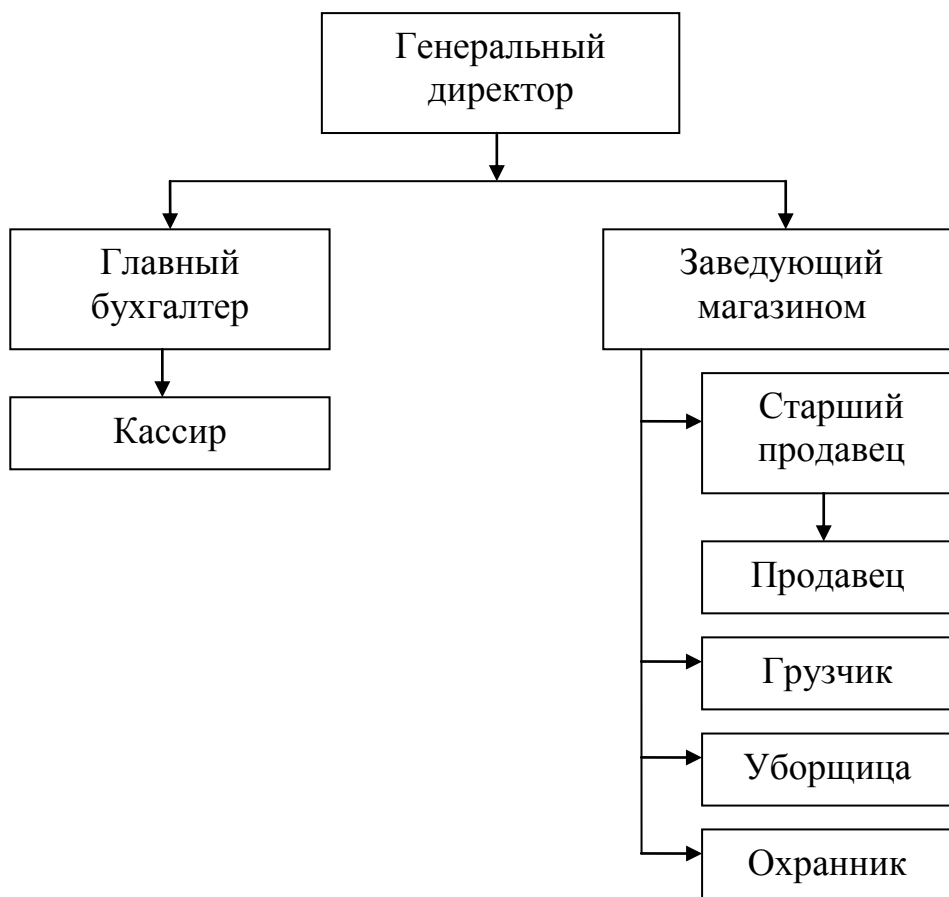 Генеральный
директор
Главный
бухгалтер
Заведующий
магазином
Кассир
Старший
продавец
Продавец
Грузчик
Уборщица
Охранник